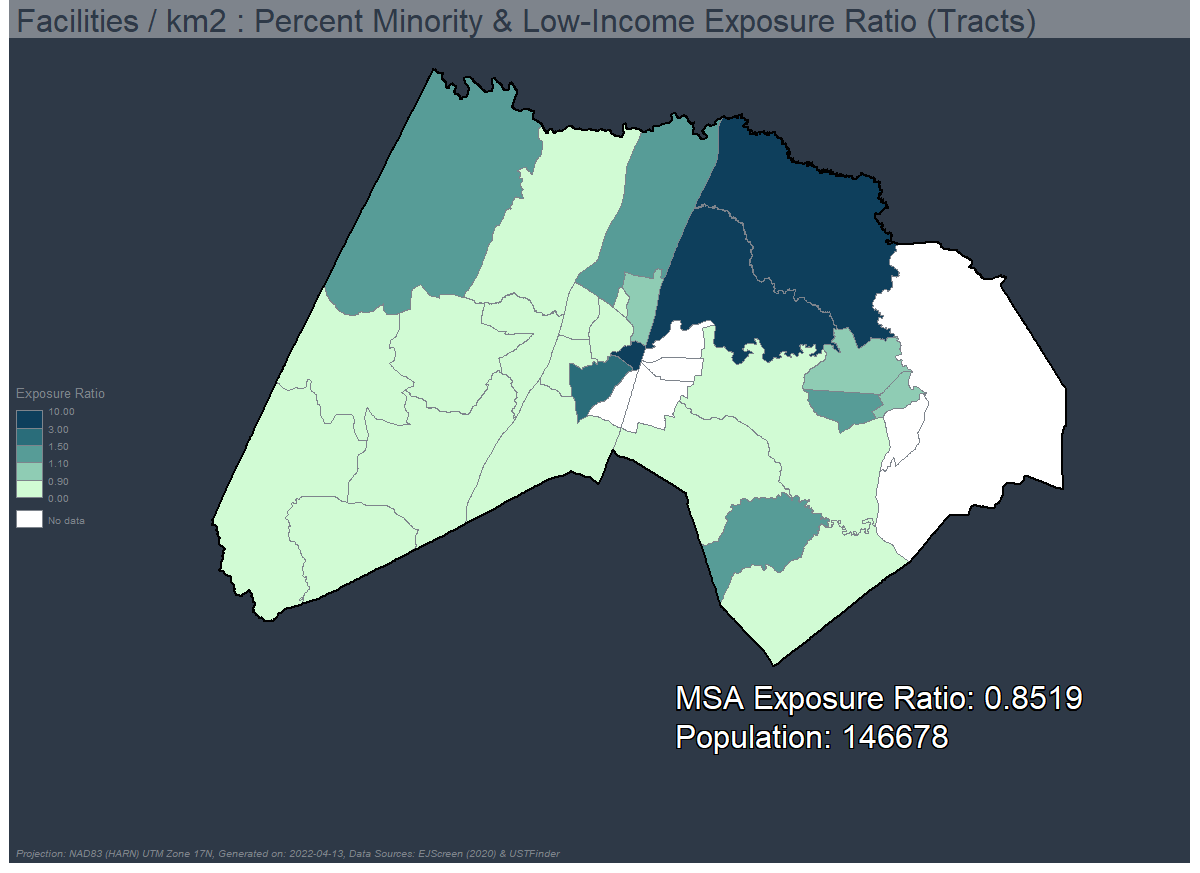 Facilities / km2 : Percent Minority & Low-Income Exposure Ratio (Tracts)
Exposure Ratio
10.00
3.00
1.50
1.10
0.90
0.00
No data
MSA Exposure Ratio: 0.8519
Population: 146678
Projection: NAD83 (HARN) UTM Zone 17N, Generated on: 2022-04-13, Data Sources: EJScreen (2020) & USTFinder